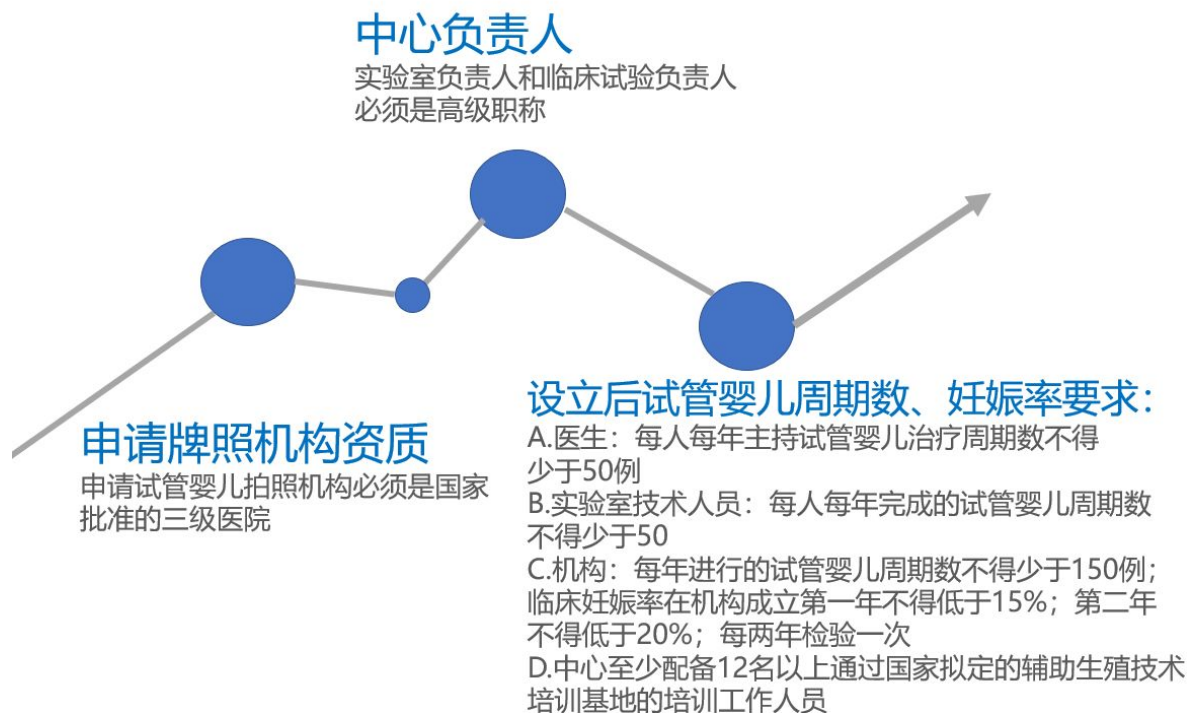 中心负责人
实验室负责人和临床试验负责人
必须是高级职称
申请牌照机构资质
申请试管婴儿拍照机构必须是国家
批准的三级医院
设立后试管婴儿周期数、妊娠率要求：
A.医生：每人每年主持试管婴儿治疗周期数不得
少于50例
B.实验室技术人员：每人每年完成的试管婴儿周期数
不得少于50
C.机构：每年进行的试管婴儿周期数不得少于150例；
临床妊娠率在机构成立第一年不得低于15%；第二年
不得低于20%；每两年检验一次
D.中心至少配备12名以上通过国家拟定的辅助生殖技术
培训基地的培训工作人员